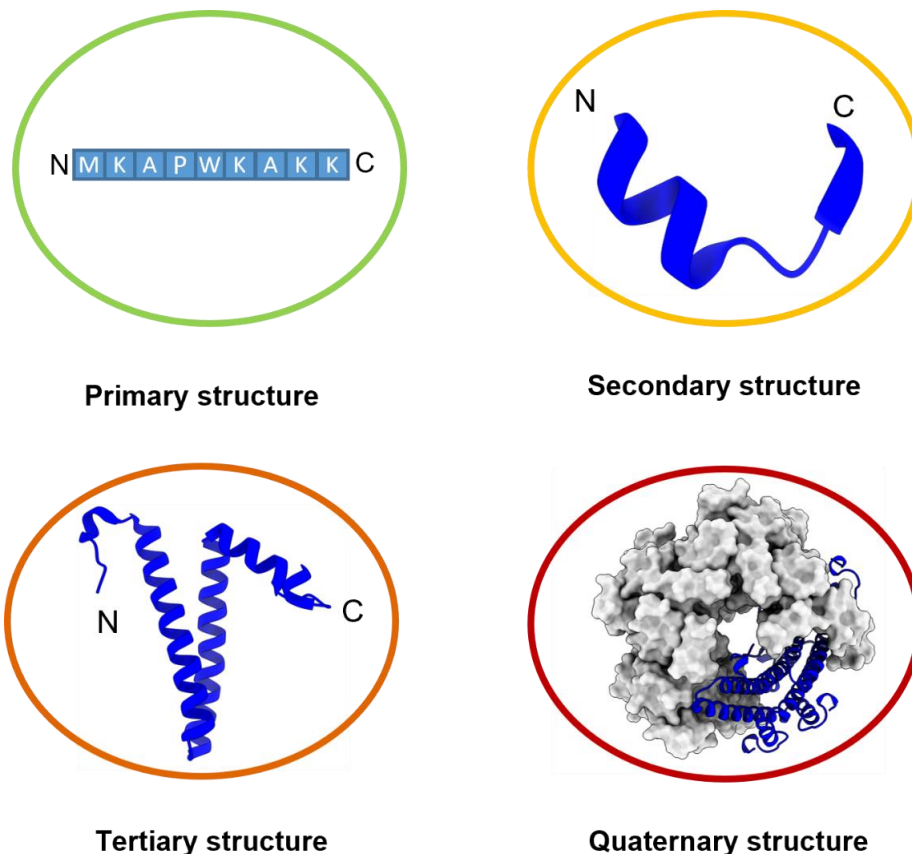 N M K A P W K A K K C
Primary structure
N C
Secondary structure
N C
Tertiary structure
Quaternary structure